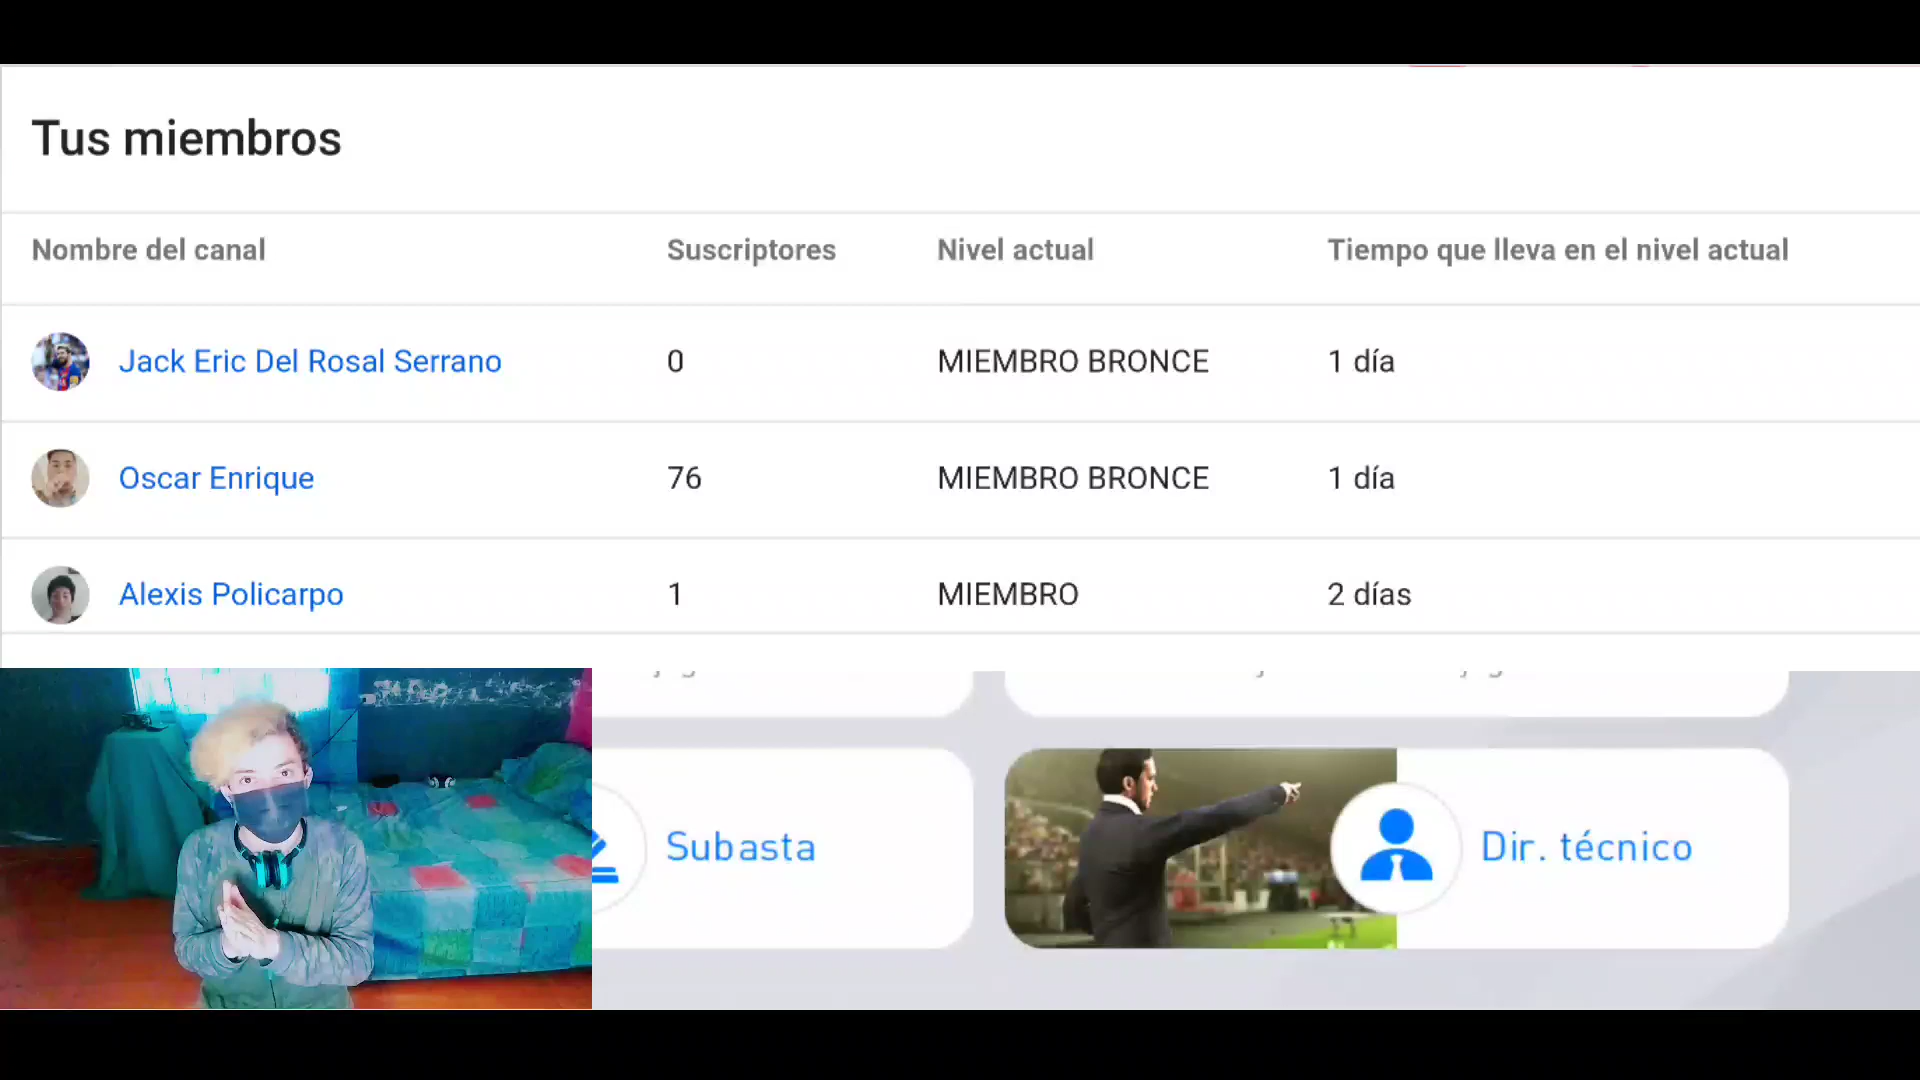 Tus miembros
Nombre del canal Suscriptores Nivel actual Tiempo que lleva en el nivel actual
Jack Eric Del Rosal Serrano 0 MIEMBRO BRONCE 1 día
Oscar Enrique 76 MIEMBRO BRONCE 1 día
Alexis Policarpo 1 MIEMBRO 2 días
Subasta Dir. técnico